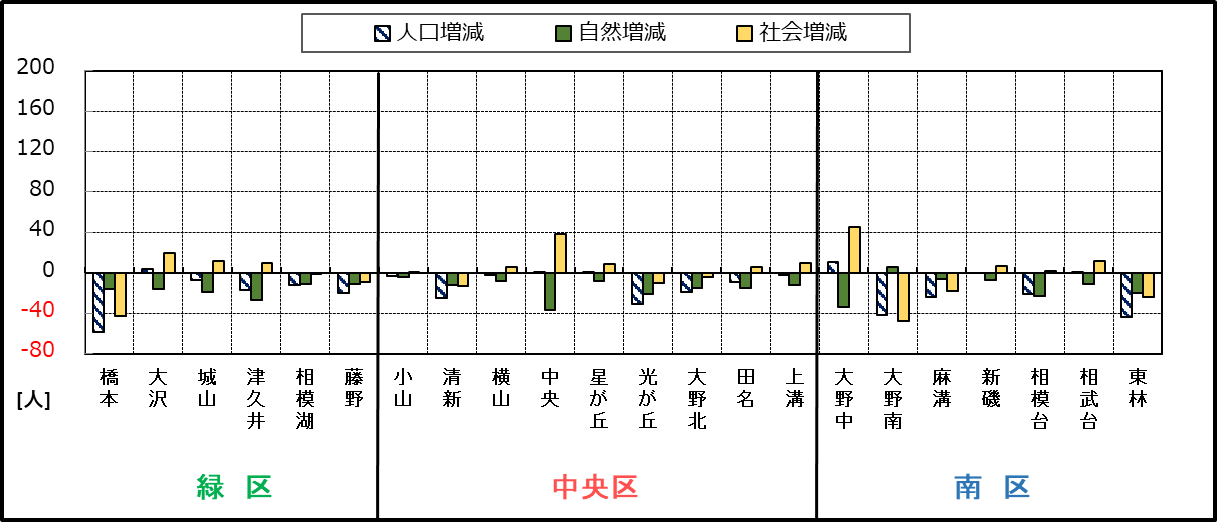 人口増減 自然増減 社会増減
200
160
120
80
40
0
-40
-80
[人]
橋本 大沢 城山 津久井 相模湖 藤野 小山 清新 横山 中央 星が丘 光が丘 大野北 田名 上溝 大野中 大野南 麻溝 新磯 相模台 相武台 東林
緑 区 中央区 南 区